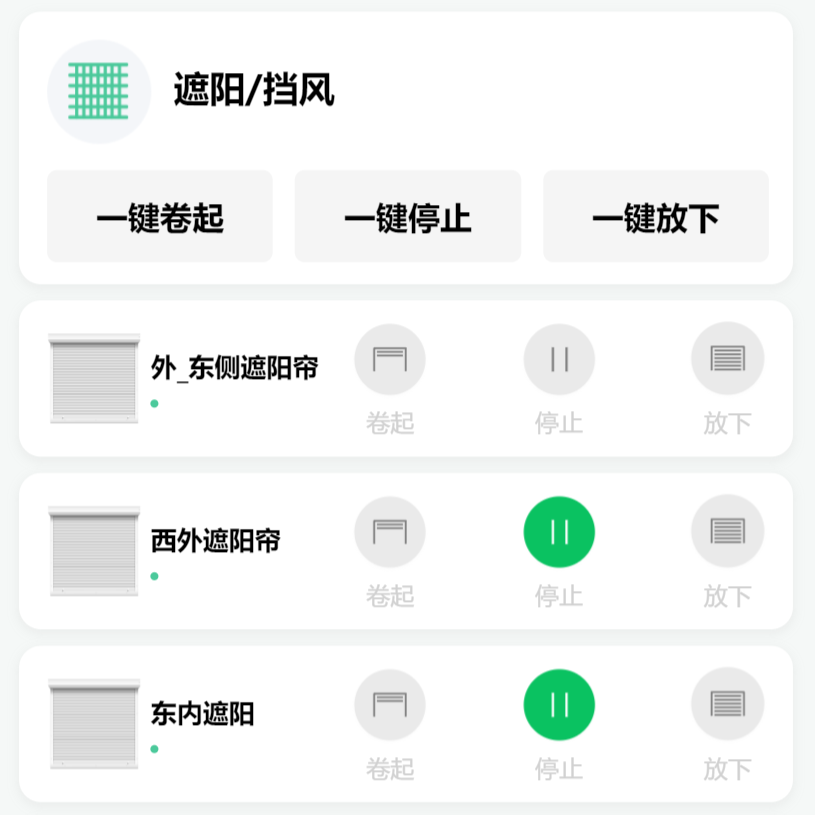 遮阳/挡风
一键卷起 一键停止 一键放下
外_东侧遮阳帘
卷起 停止 放下
西外遮阳帘
卷起 停止 放下
东内遮阳
卷起 停止 放下